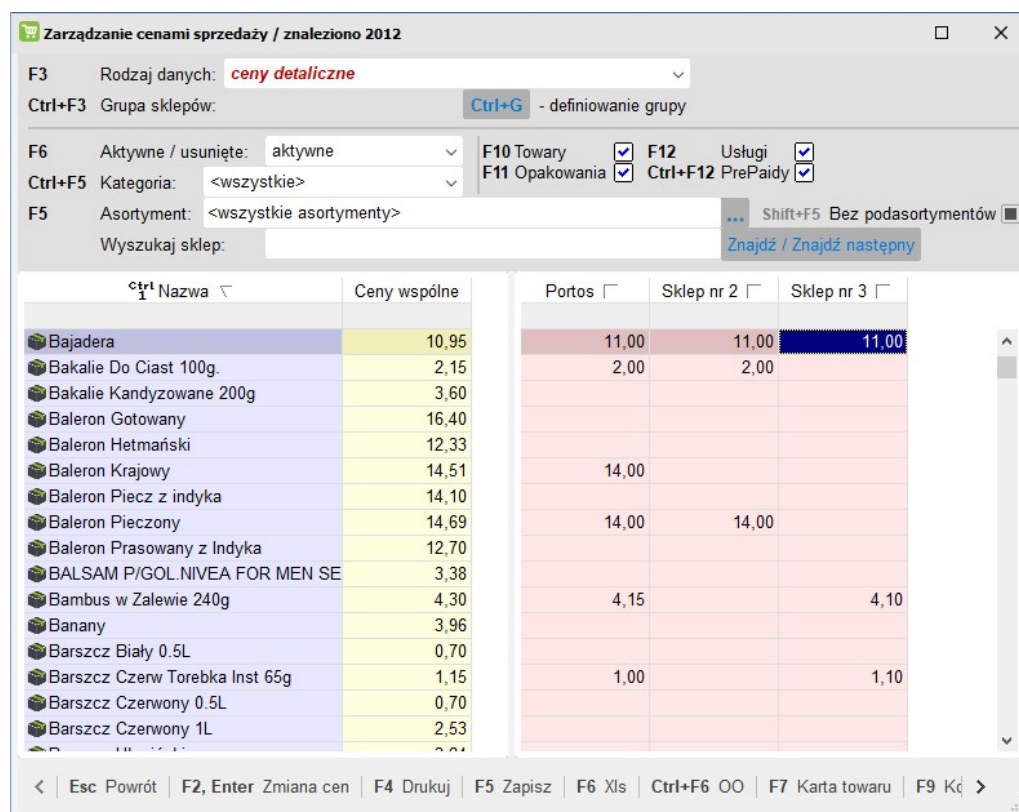 Zarządzanie cenami sprzedaży / znaleziono 2012
F3 Rodzaj danych: ceny detaliczne
Ctrl+F3 Grupa sklepów: Ctrl+G - definiowanie grupy
F6 Aktywne / usunięte: aktywne F10 Towary F12 Usługi
Ctrl+F5 Kategoria: <wszystkie> F11 Opakowania Ctrl+F12 PrePaidy
F5 Asortyment: <wszystkie asortymenty> ... Shift+F5 Bez podasortymentów
Wyszukaj sklep: Znajdź / Znajdź następny
Ctrl 1 Nazwa Ceny wspólne Portos Sklep nr 2 Sklep nr 3
Bajadera 10,95 11,00 11,00 11,00
Bakalie Do Ciast 100g. 2,15 2,00 2,00
Bakalie Kandyzowane 200g 3,60
Baleron Gotowany 16,40
Baleron Hetmański 12,33
Baleron Krajowy 14,51 14,00
Baleron Piecz z indyka 14,10
Baleron Pieczony 14,69 14,00 14,00
Baleron Prasowany z Indyka 12,70
BALSAM P/GOL.NIVEA FOR MEN SE 3,38
Bambus w Zalewie 240g 4,30 4,15 4,10
Banany 3,96
Barszcz Biały 0.5L 0,70
Barszcz Czerw Torebka Inst 65g 1,15 1,00 1,10
Barszcz Czerwony 0.5L 0,70
Barszcz Czerwony 1L 2,53
Esc Powrót F2, Enter Zmiana cen F4 Drukuj F5 Zapisz F6 Xls Ctrl+F6 OO F7 Karta towaru F9